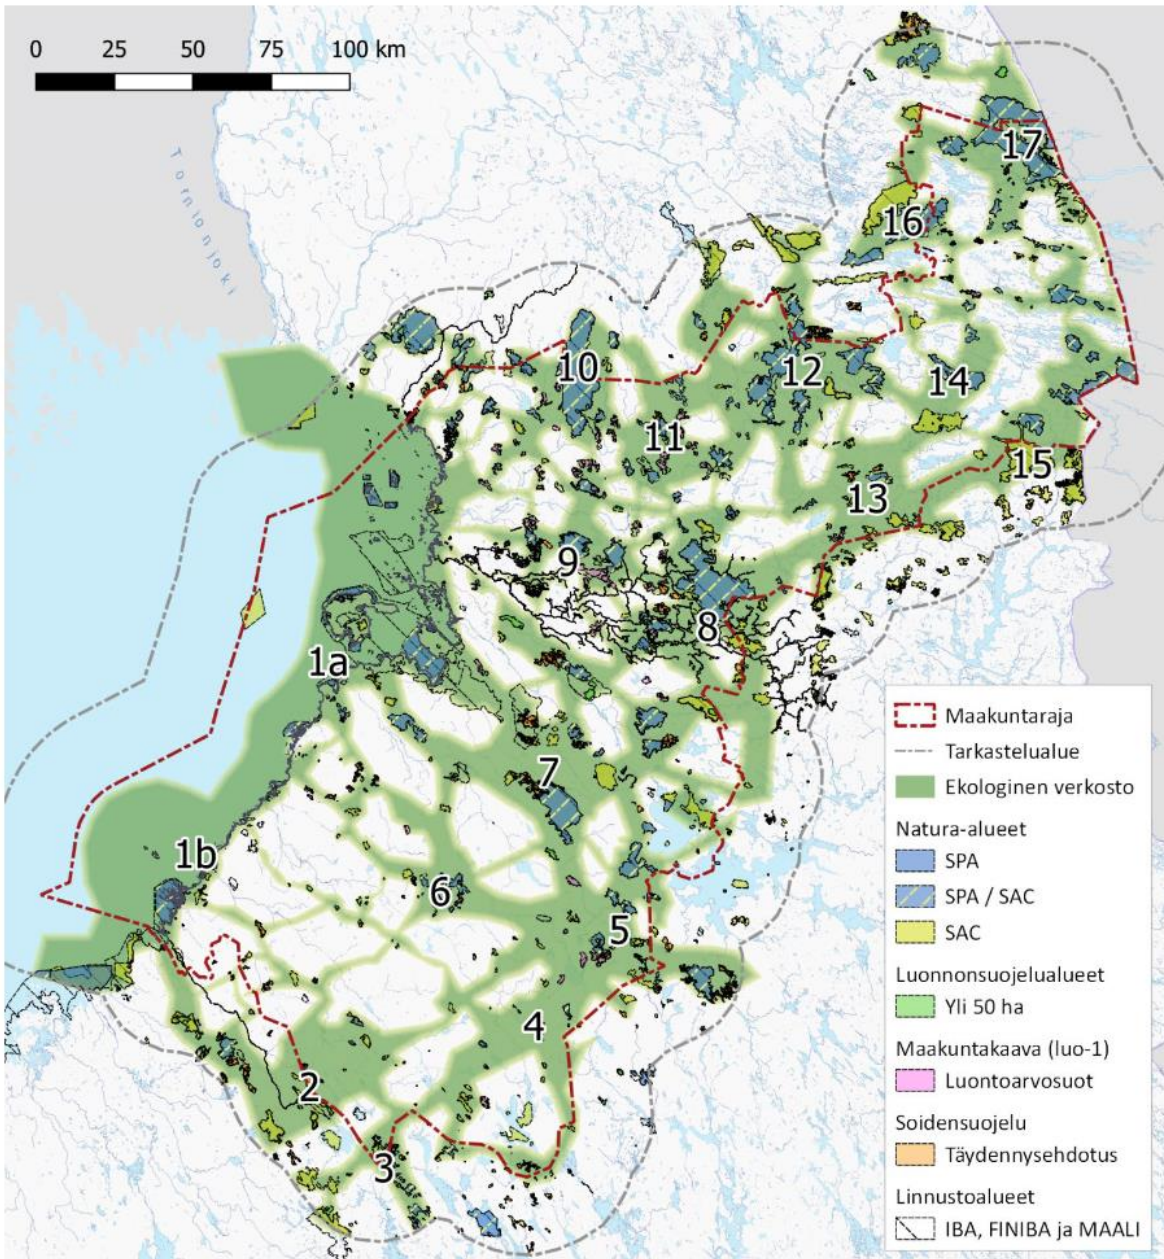 0 25 50 75 100 km
Tornionjoki
17
16
10
12
14
11
15
13
9
8
1a
7
1b
6
5
4
2
3
Maakuntaraja
Tarkastelualue
Ekologinen verkosto
Natura-alueet
SPA
SPA / SAC
SAC
Luonnonsuojelualueet
Yli 50 ha
Maakuntakaava (luo-1)
Luontoarvosuot
Soidensuojelu
Täydennysehdotus
Linnustoalueet
IBA, FINIBA ja MAALI